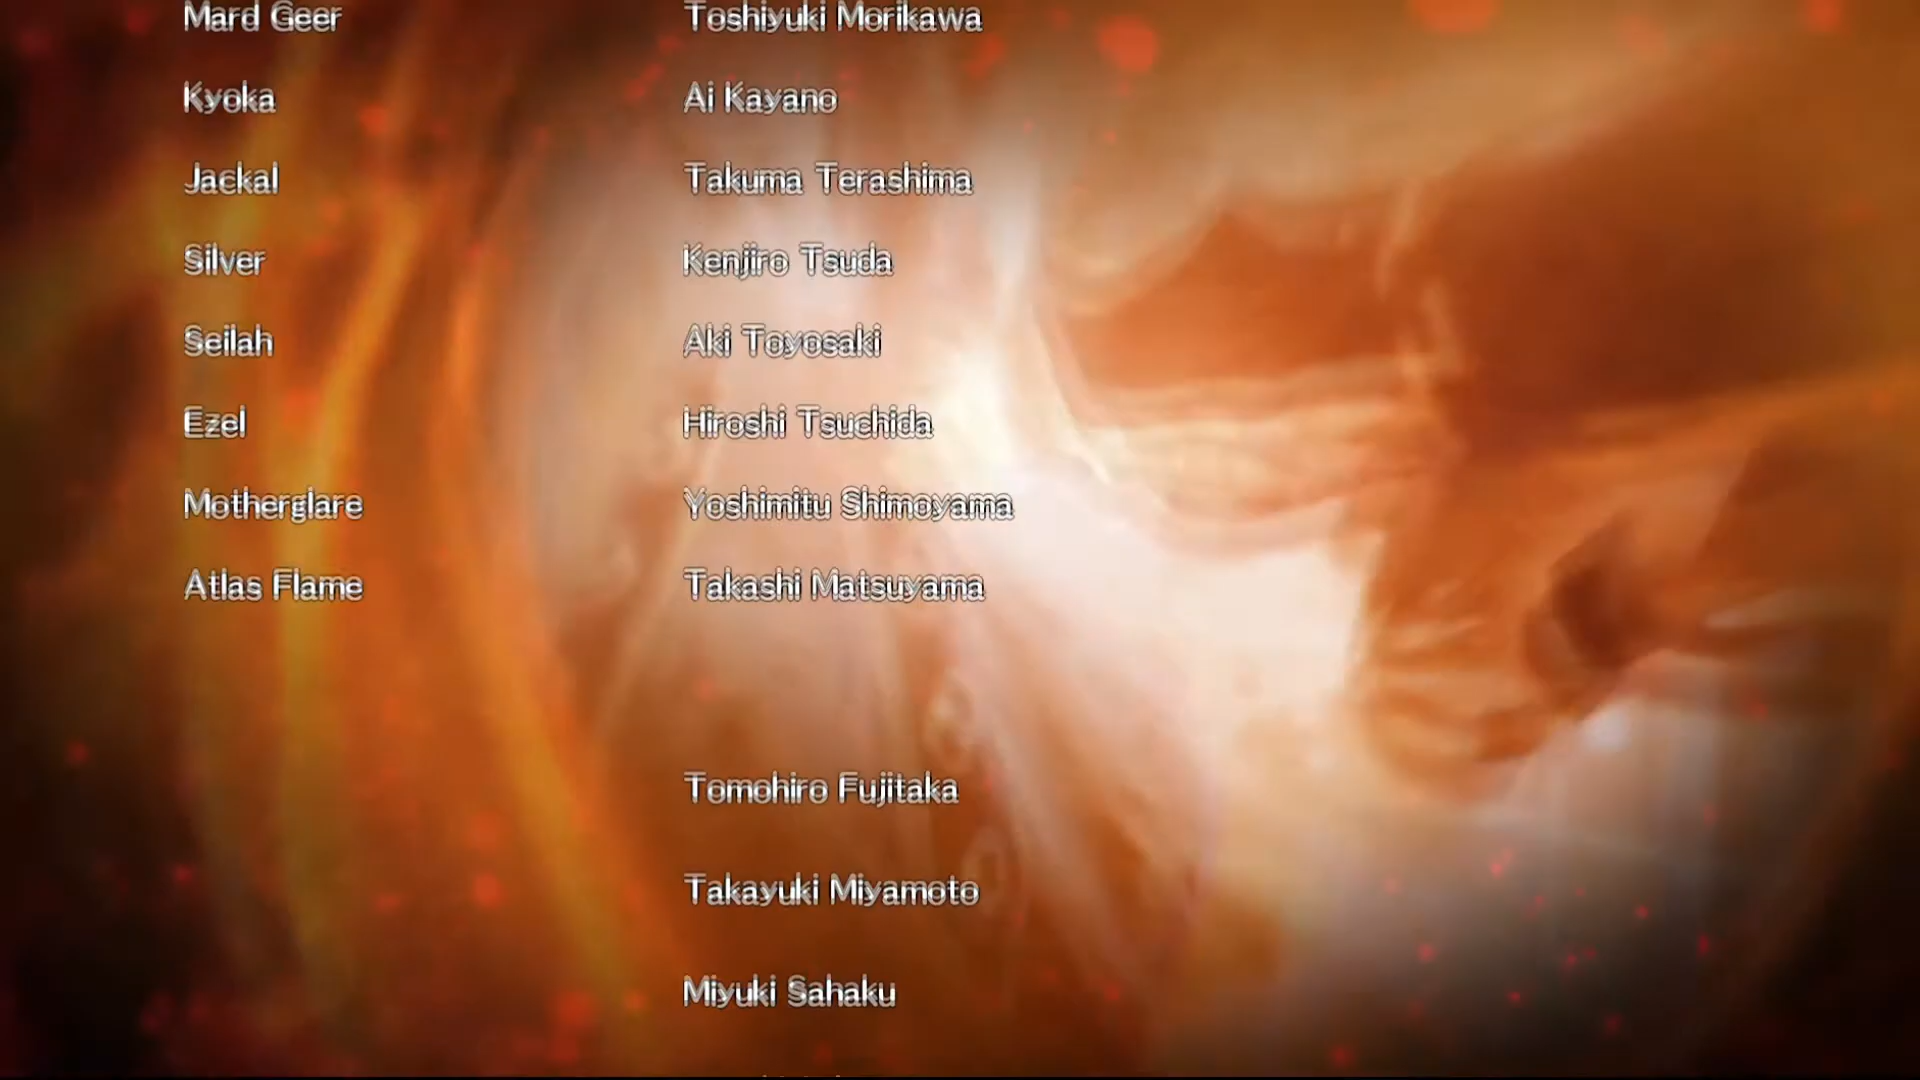 Mard Geer Toshiyuki Morikawa
Kyoka Ai Kayano
Jackal Takuma Terashima
Silver Kenjiro Tsuda
Seilah Aki Toyosaki
Ezel Hiroshi Tsuchida
Motherglare Yoshimitu Shimoyama
Atlas Flame Takashi Matsuyama
Tomohiro Fujitaka
Takayuki Miyamoto
Miyuki Sahaku